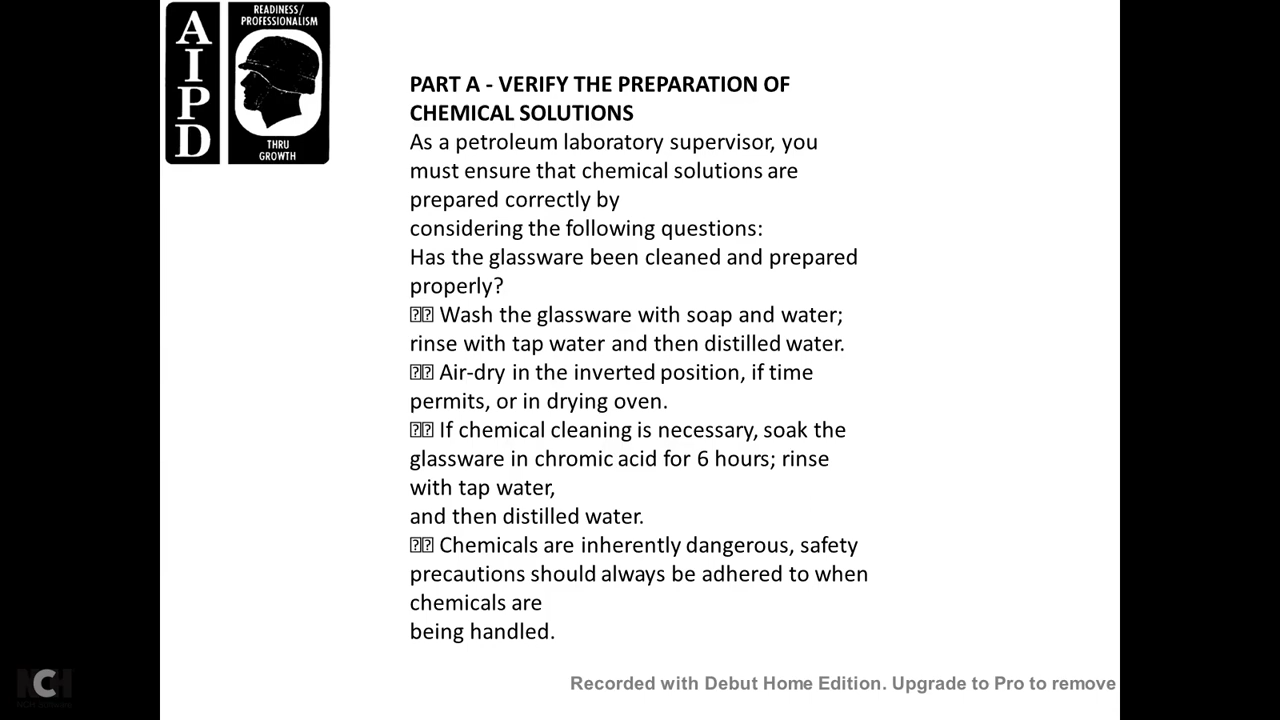 AIPD
READINESS/
PROFESSIONALISM
THRU
GROWTH
PART A - VERIFY THE PREPARATION OF
CHEMICAL SOLUTIONS
As a petroleum laboratory supervisor, you
must ensure that chemical solutions are
prepared correctly by
considering the following questions:
Has the glassware been cleaned and prepared
properly?
⍰⍰ Wash the glassware with soap and water;
rinse with tap water and then distilled water.
⍰⍰ Air-dry in the inverted position, if time
permits, or in drying oven.
⍰⍰ If chemical cleaning is necessary, soak the
glassware in chromic acid for 6 hours; rinse
with tap water,
and then distilled water.
⍰⍰ Chemicals are inherently dangerous, safety
precautions should always be adhered to when
chemicals are
being handled.
NCH
Recorded with Debut Home Edition. Upgrade to Pro to remove